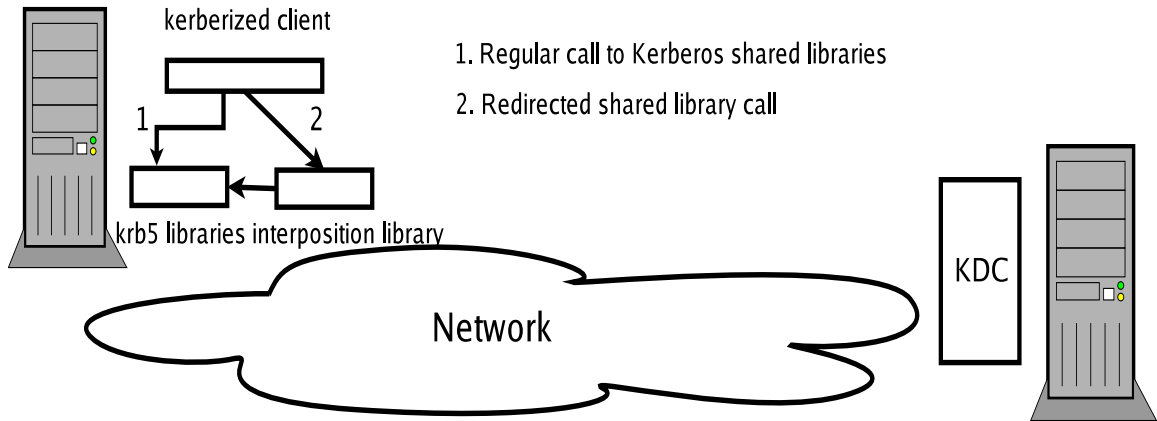 kerberized client
1. Regular call to Kerberos shared libraries
2. Redirected shared library call
1
2
krb5 libraries interposition library
KDC
Network